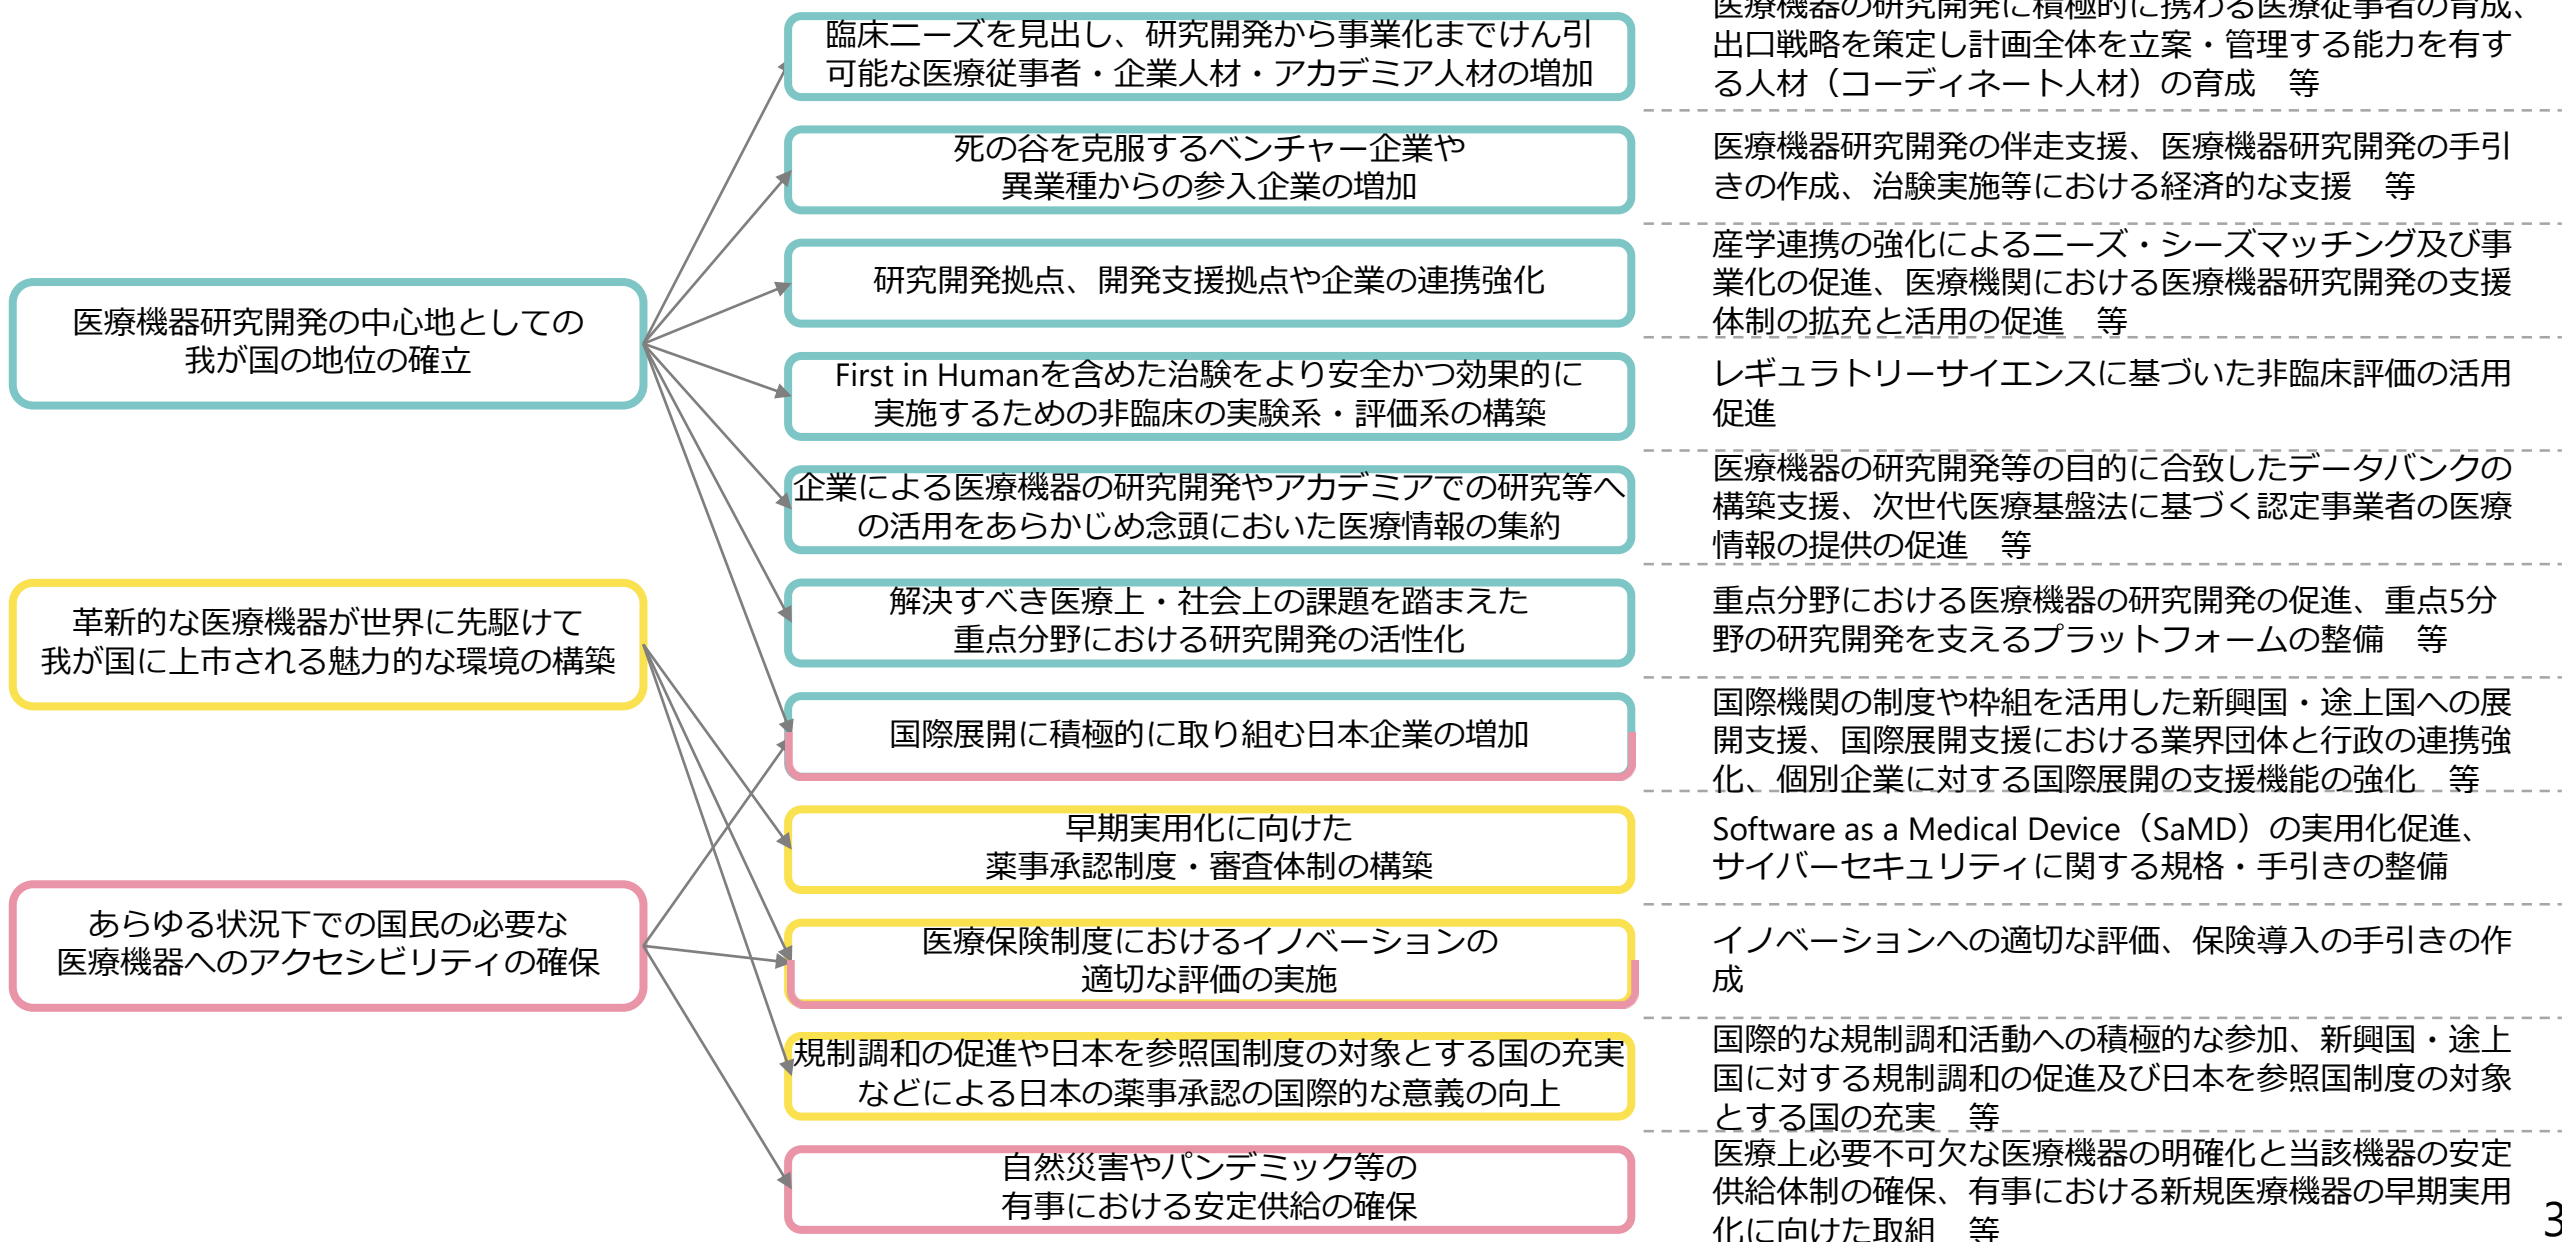 医療機器研究開発の中心地としての
我が国の地位の確立
革新的な医療機器が世界に先駆けて
我が国に上市される魅力的な環境の構築
あらゆる状況下での国民の必要な
医療機器へのアクセシビリティの確保
臨床ニーズを見出し、研究開発から事業化までけん引
可能な医療従事者・企業人材・アカデミア人材の増加
医療機器の研究開発に積極的に携わる医療従事者の育成、
出口戦略を策定し計画全体を立案・管理する能力を有す
る人材（コーディネート人材）の育成　等
死の谷を克服するベンチャー企業や
異業種からの参入企業の増加
医療機器研究開発の伴走支援、医療機器研究開発の手引
きの作成、治験実施等における経済的な支援　等
研究開発拠点、開発支援拠点や企業の連携強化
産学連携の強化によるニーズ・シーズマッチング及び事
業化の促進、医療機関における医療機器研究開発の支援
体制の拡充と活用の促進　等
First in Humanを含めた治験をより安全かつ効果的に
実施するための非臨床の実験系・評価系の構築
レギュラトリーサイエンスに基づいた非臨床評価の活用
促進
企業による医療機器の研究開発やアカデミアでの研究等へ
の活用をあらかじめ念頭においた医療情報の集約
医療機器の研究開発等の目的に合致したデータバンクの
構築支援、次世代医療基盤法に基づく認定事業者の医療
情報の提供の促進　等
解決すべき医療上・社会上の課題を踏まえた
重点分野における研究開発の活性化
重点分野における医療機器の研究開発の促進、重点5分
野の研究開発を支えるプラットフォームの整備　等
国際展開に積極的に取り組む日本企業の増加
国際機関の制度や枠組を活用した新興国・途上国への展
開支援、国際展開支援における業界団体と行政の連携強
化、個別企業に対する国際展開の支援機能の強化　等
早期実用化に向けた
薬事承認制度・審査体制の構築
Software as a Medical Device（SaMD）の実用化促進、
サイバーセキュリティに関する規格・手引きの整備
医療保険制度におけるイノベーションの
適切な評価の実施
イノベーションへの適切な評価、保険導入の手引きの作
成
規制調和の促進や日本を参照国制度の対象とする国の充実
などによる日本の薬事承認の国際的な意義の向上
国際的な規制調和活動への積極的な参加、新興国・途上
国に対する規制調和の促進及び日本を参照国制度の対象
とする国の充実　等
自然災害やパンデミック等の
有事における安定供給の確保
医療上必要不可欠な医療機器の明確化と当該機器の安定
供給体制の確保、有事における新規医療機器の早期実用
化に向けた取組　等
3